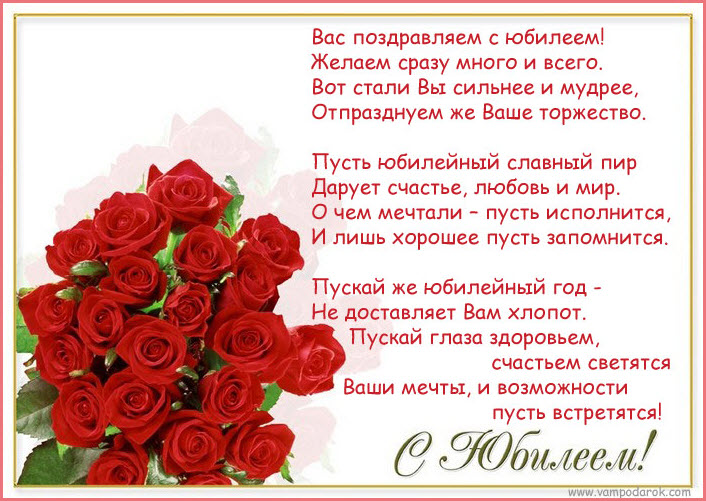 Вас поздравляем с юбилеем!
Желаем сразу много и всего.
Вот стали Вы сильнее и мудрее,
Отпразднуем же Ваше торжество.

Пусть юбилейный славный пир
Дарует счастье, любовь и мир.
О чем мечтали – пусть исполнится,
И лишь хорошее пусть запомнится.

Пускай же юбилейный год -
Не доставляет Вам хлопот.
Пускай глаза здоровьем,
счастьем светятся
Ваши мечты, и возможности
пусть встретятся!
С Юбилеем!
www.vampodarok.com